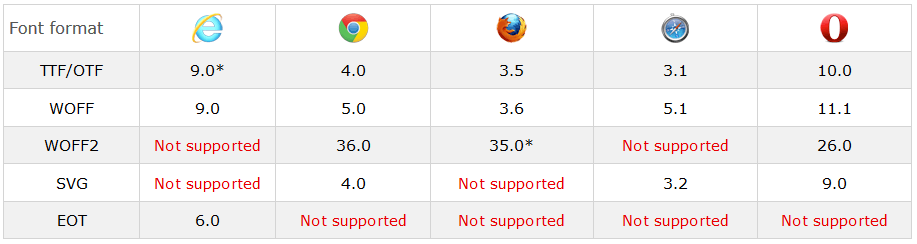 Font format
TTF/OTF 9.0* 4.0 3.5 3.1 10.0
WOFF 9.0 5.0 3.6 5.1 11.1
WOFF2 Not supported 36.0 35.0* Not supported 26.0
SVG Not supported 4.0 Not supported 3.2 9.0
EOT 6.0 Not supported Not supported Not supported Not supported